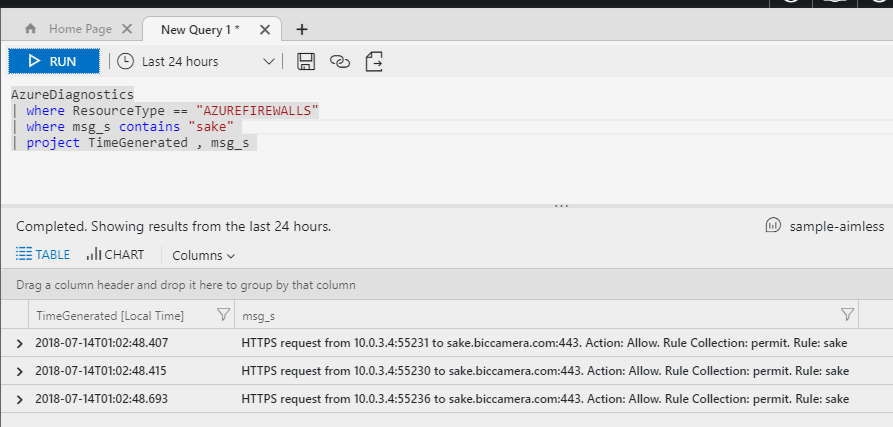 Home Page
New Query 1 *
RUN
Last 24 hours
AzureDiagnostics
| where ResourceType == "AZUREFIREWALLS"
| where msg_s contains "sake"
| project TimeGenerated , msg_s
Completed. Showing results from the last 24 hours.
sample-aimless
TABLE
CHART
Columns
Drag a column header and drop it here to group by that column
TimeGenerated [Local Time]
msg_s
2018-07-14T01:02:48.407 HTTPS request from 10.0.3.4:55231 to sake.biccamera.com:443. Action: Allow. Rule Collection: permit. Rule: sake
2018-07-14T01:02:48.415 HTTPS request from 10.0.3.4:55230 to sake.biccamera.com:443. Action: Allow. Rule Collection: permit. Rule: sake
2018-07-14T01:02:48.693 HTTPS request from 10.0.3.4:55236 to sake.biccamera.com:443. Action: Allow. Rule Collection: permit. Rule: sake